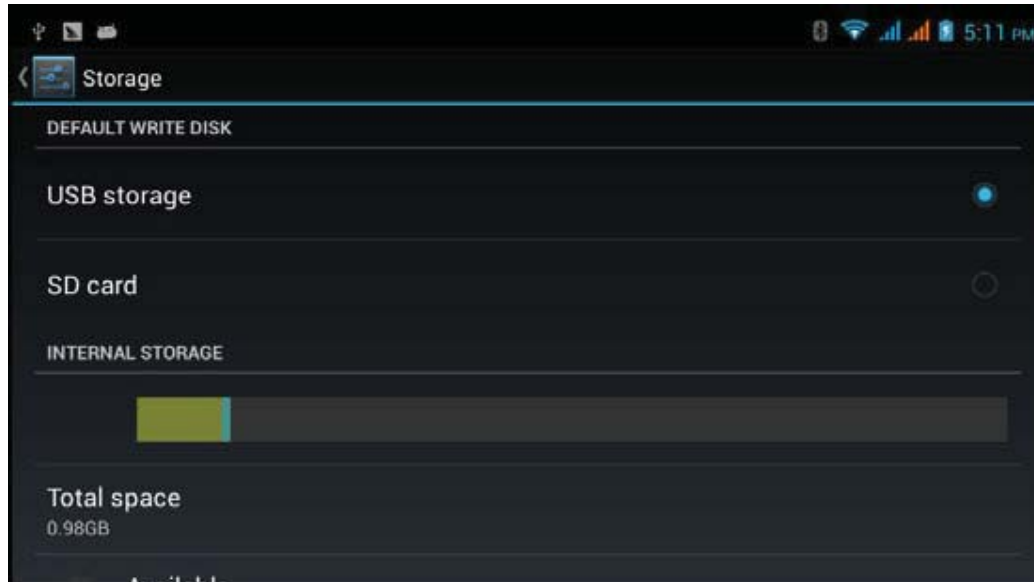 5:11 PM
Storage
DEFAULT WRITE DISK
USB storage
SD card
INTERNAL STORAGE
Total space
0.98GB